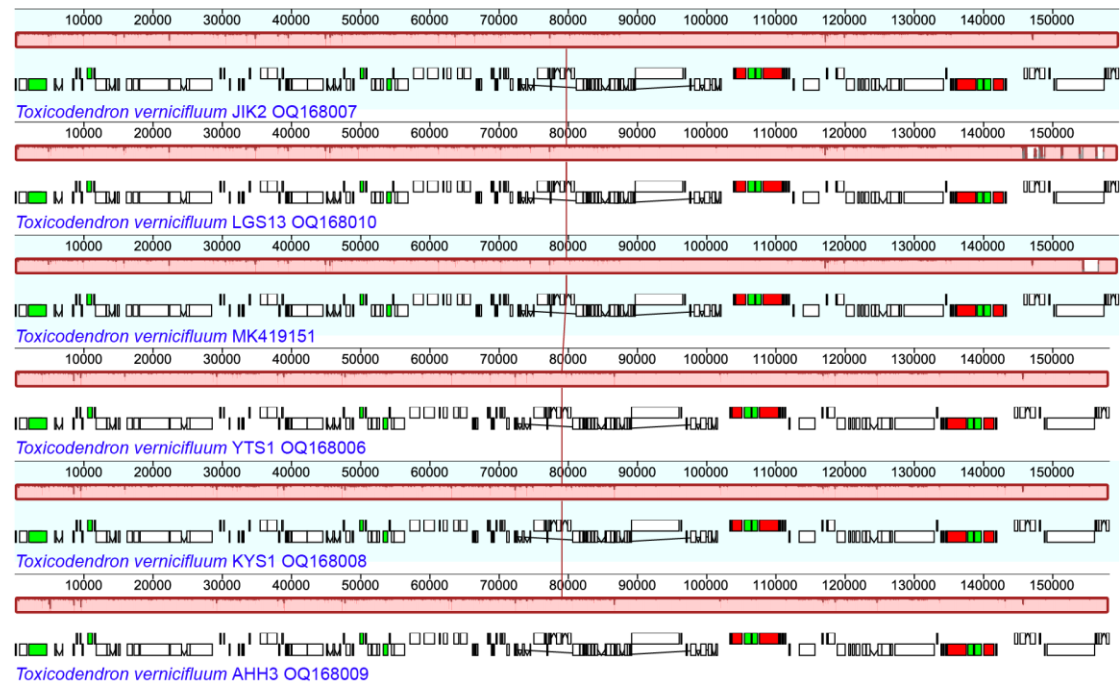 10000 20000 30000 40000 50000 60000 70000 80000 90000 100000 110000 120000 130000 140000 150000
Toxicodendron vernicifluum JIK2 OQ168007
10000 20000 30000 40000 50000 60000 70000 80000 90000 100000 110000 120000 130000 140000 150000
Toxicodendron vernicifluum LGS13 OQ168010
10000 20000 30000 40000 50000 60000 70000 80000 90000 100000 110000 120000 130000 140000 150000
Toxicodendron vernicifluum MK419151
10000 20000 30000 40000 50000 60000 70000 80000 90000 100000 110000 120000 130000 140000 150000
Toxicodendron vernicifluum YTS1 OQ168006
10000 20000 30000 40000 50000 60000 70000 80000 90000 100000 110000 120000 130000 140000 150000
Toxicodendron vernicifluum KYS1 OQ168008
10000 20000 30000 40000 50000 60000 70000 80000 90000 100000 110000 120000 130000 140000 150000
Toxicodendron vernicifluum AHH3 OQ168009